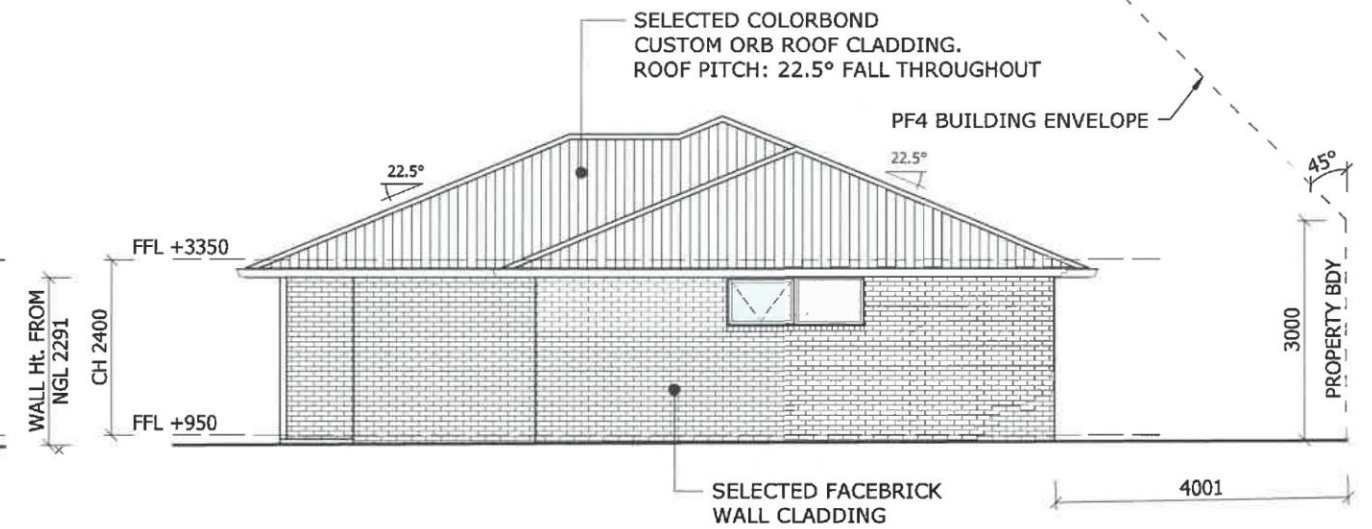 SELECTED COLORBOND
CUSTOM ORB ROOF CLADDING.
ROOF PITCH: 22.5° FALL THROUGHOUT
PF4 BUILDING ENVELOPE
45°
22.5°
22.5°
FFL +3350
WALL Ht. FROM
NGL 2291
CH 2400
3000
PROPERTY BDY
FFL +950
4001
SELECTED FACEBRICK
WALL CLADDING